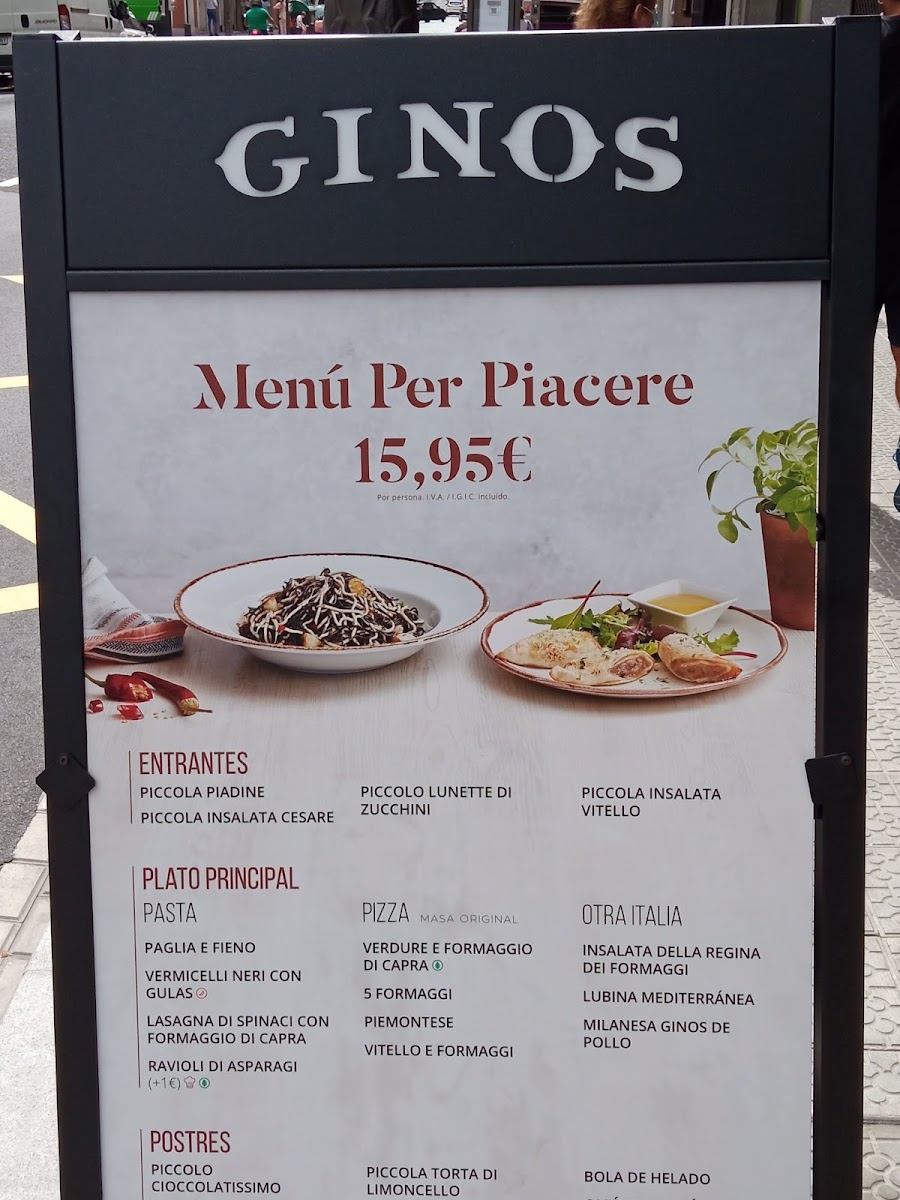 GINOS
Menú Per Piacere
15,95€
Por persona. I.V.A. / I.G.I.C. incluido.
ENTRANTES
PICCOLA PIADINE
PICCOLA INSALATA CESARE
PICCOLO LUNETTE DI
ZUCCHINI
PICCOLA INSALATA
VITELLO
PLATO PRINCIPAL
PASTA
PAGLIA E FIENO
VERMICELLI NERI CON
GULAS
LASAGNA DI SPINACI CON
FORMAGGIO DI CAPRA
RAVIOLI DI ASPARAGI
(+1€)
PIZZA MASA ORIGINAL
VERDURE E FORMAGGIO
DI CAPRA
5 FORMAGGI
PIEMONTESE
VITELLO E FORMAGGI
OTRA ITALIA
INSALATA DELLA REGINA
DEI FORMAGGI
LUBINA MEDITERRÁNEA
MILANESA GINOS DE
POLLO
POSTRES
PICCOLO
CIOCCOLATISSIMO
PICCOLA TORTA DI
LIMONCELLO
BOLA DE HELADO